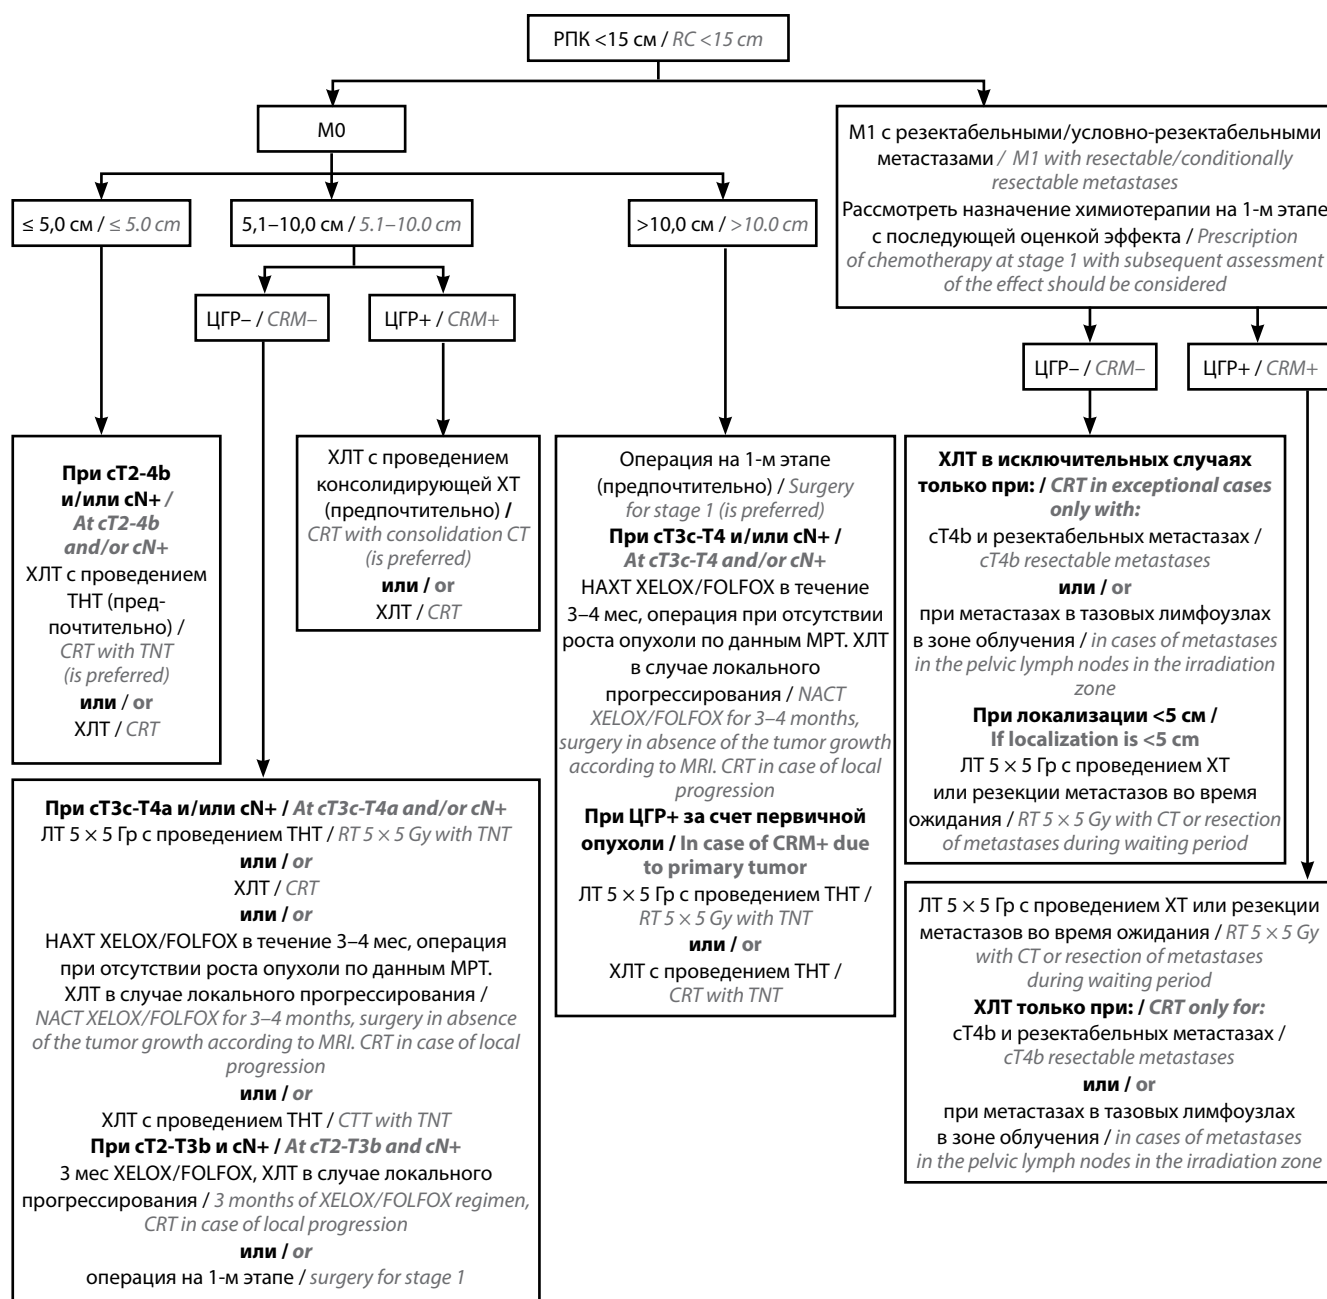 РПК <15 см / RC <15 cm
М0
М1 с резектабельными/условно-резектабельными
метастазами / M1 with resectable/conditionally
resectable metastases
Рассмотреть назначение химиотерапии на 1-м этапе
с последующей оценкой эффекта / Prescription
of chemotherapy at stage 1 with subsequent assessment
of the effect should be considered
≤ 5,0 см / ≤ 5.0 cm
5,1–10,0 см / 5.1–10.0 cm
>10,0 см / >10.0 cm
ЦГР– / CRM–
ЦГР+ / CRM+
ЦГР– / CRM–
ЦГР+ / CRM+
При cT2-4b
и/или cN+ /
At cT2-4b
and/or cN+
ХЛТ с проведением
ТНТ (пред-
почтительно) /
CRT with TNT
(is preferred)
или / or
ХЛТ / CRT
ХЛТ с проведением
консолидирующей ХТ
(предпочтительно) /
CRT with consolidation CT
(is preferred)
или / or
ХЛТ / CRT
Операция на 1-м этапе
(предпочтительно) / Surgery
for stage 1 (is preferred)
При cT3c-T4 и/или cN+ /
At cT3c-T4 and/or cN+
НАХТ XELOX/FOLFOX в течение
3–4 мес, операция при отсутствии
роста опухоли по данным МРТ. ХЛТ
в случае локального
прогрессирования / NACT
XELOX/FOLFOX for 3–4 months,
surgery in absence of the tumor growth
according to MRI. CRT in case of local
progression
При ЦГР+ за счет первичной
опухоли / In case of CRM+ due
to primary tumor
ЛТ 5 × 5 Гр с проведением ТНТ /
RT 5 × 5 Gy with TNT
или / or
ХЛТ с проведением ТНТ /
CRT with TNT
ХЛТ в исключительных случаях
только при: / CRT in exceptional cases
only with:
cT4b и резектабельных метастазах /
cT4b resectable metastases
или / or
при метастазах в тазовых лимфоузлах
в зоне облучения / in cases of metastases
in the pelvic lymph nodes in the irradiation
zone
При локализации <5 см /
If localization is <5 cm
ЛТ 5 × 5 Гр с проведением ХТ
или резекции метастазов во время
ожидания / RT 5 × 5 Gy with CT or resection
of metastases during waiting period
При cT3c-T4a и/или cN+ / At cT3c-T4a and/or cN+
ЛТ 5 × 5 Гр с проведением ТНТ / RT 5 × 5 Gy with TNT
или / or
ХЛТ / CRT
или / or
НАХТ XELOX/FOLFOX в течение 3–4 мес, операция
при отсутствии роста опухоли по данным МРТ.
ХЛТ в случае локального прогрессирования /
NACT XELOX/FOLFOX for 3–4 months, surgery in absence
of the tumor growth according to MRI. CRT in case of local
progression
или / or
ХЛТ с проведением ТНТ / CTT with TNT
При cT2-T3b и cN+ / At cT2-T3b and cN+
3 мес XELOX/FOLFOX, ХЛТ в случае локального
прогрессирования / 3 months of XELOX/FOLFOX regimen,
CRT in case of local progression
или / or
операция на 1-м этапе / surgery for stage 1
ЛТ 5 × 5 Гр с проведением ХТ или резекции
метастазов во время ожидания / RT 5 × 5 Gy
with CT or resection of metastases
during waiting period
ХЛТ только при: / CRT only for:
cT4b и резектабельных метастазах /
cT4b resectable metastases
или / or
при метастазах в тазовых лимфоузлах
в зоне облучения / in cases of metastases
in the pelvic lymph nodes in the irradiation zone